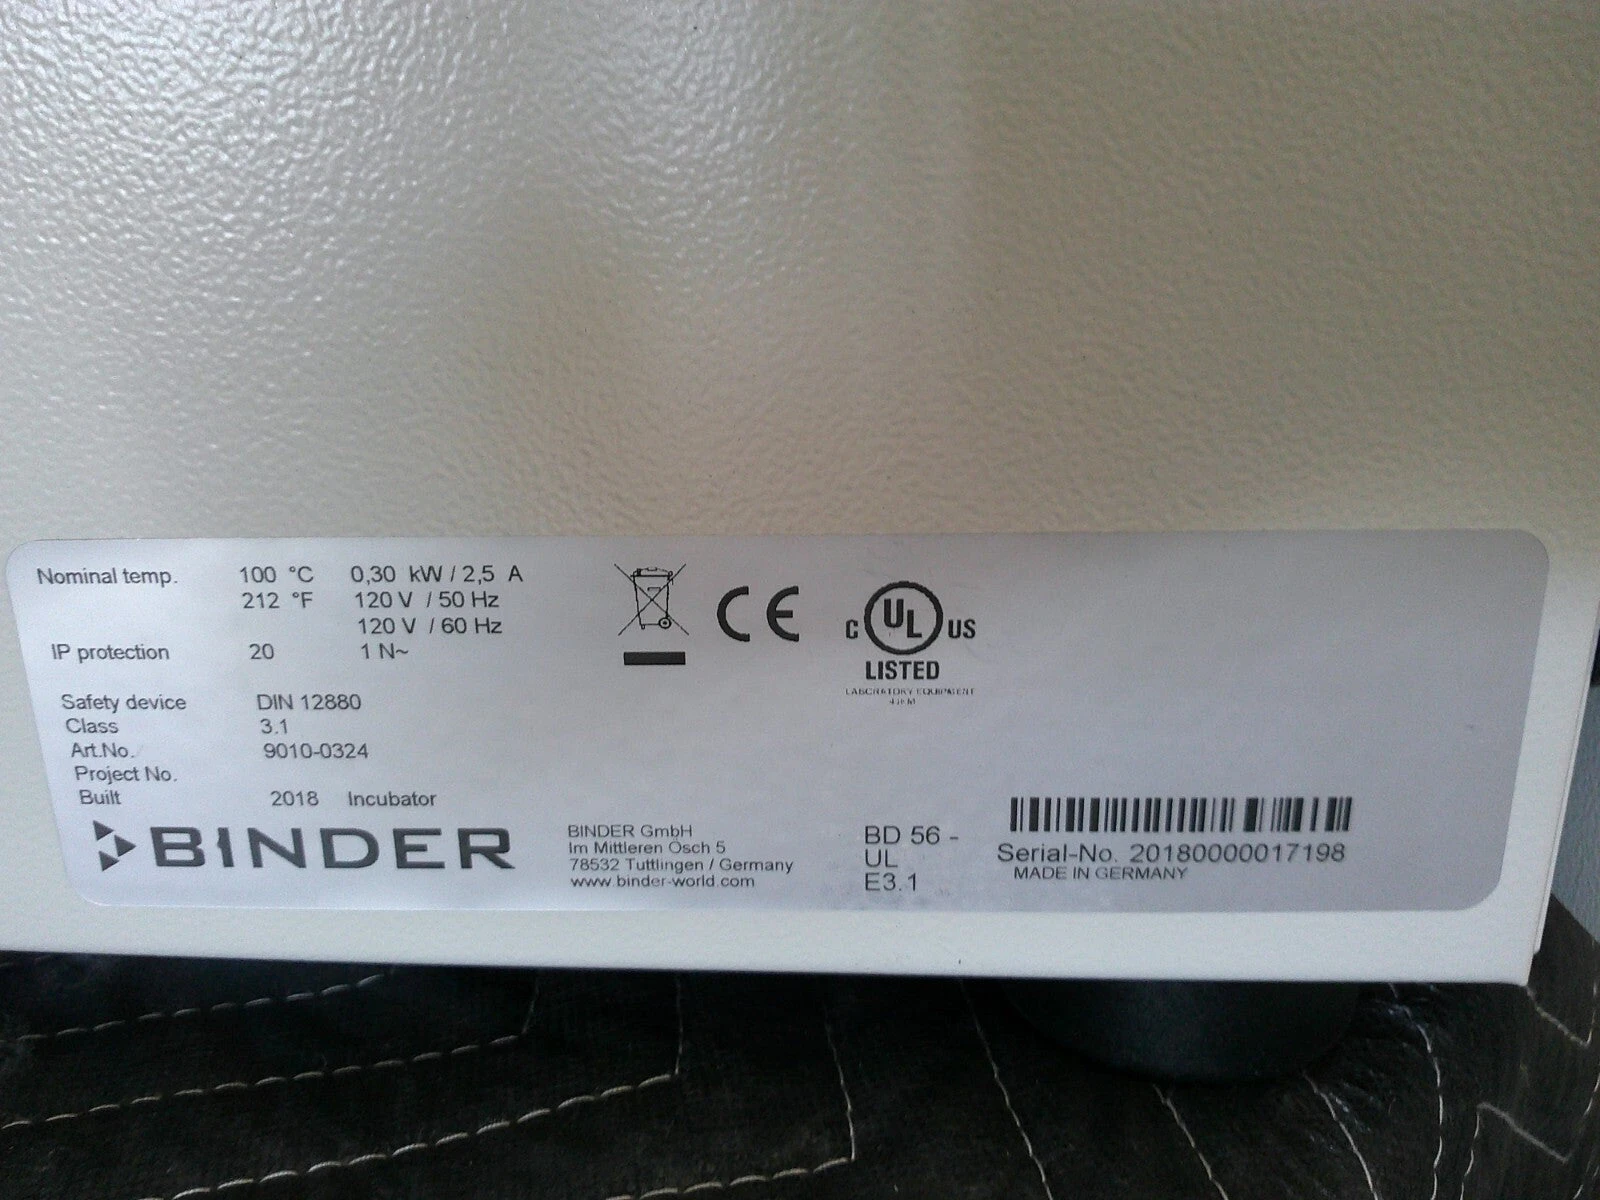 Nominal temp. 100 °C 0,30 kW / 2,5 A
212 °F 120 V / 50 Hz
120 V / 60 Hz
IP protection 20 1 N~
Safety device DIN 12880
Class 3.1
Art.No. 9010-0324
Project No.
Built 2018 Incubator
CE
C UL US
LISTED
LABORATORY EQUIPMENT
BINDER
BINDER GmbH
Im Mittleren Ösch 5
78532 Tuttlingen / Germany
www.binder-world.com
BD 56 -
UL
E3.1
Serial-No. 20180000017198
MADE IN GERMANY